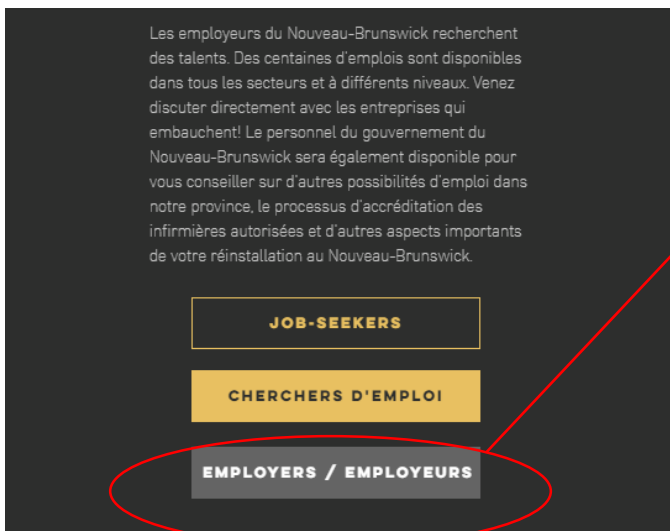 Les employeurs du Nouveau-Brunswick recherchent
des talents. Des centaines d'emplois sont disponibles
dans tous les secteurs et à différents niveaux. Venez
discuter directement avec les entreprises qui
embauchent! Le personnel du gouvernement du
Nouveau-Brunswick sera également disponible pour
vous conseiller sur d'autres possibilités d'emploi dans
notre province, le processus d'accréditation des
infirmières autorisées et d'autres aspects importants
de votre réinstallation au Nouveau-Brunswick.
JOB-SEEKERS
CHERCHERS D'EMPLOI
EMPLOYERS / EMPLOYEURS